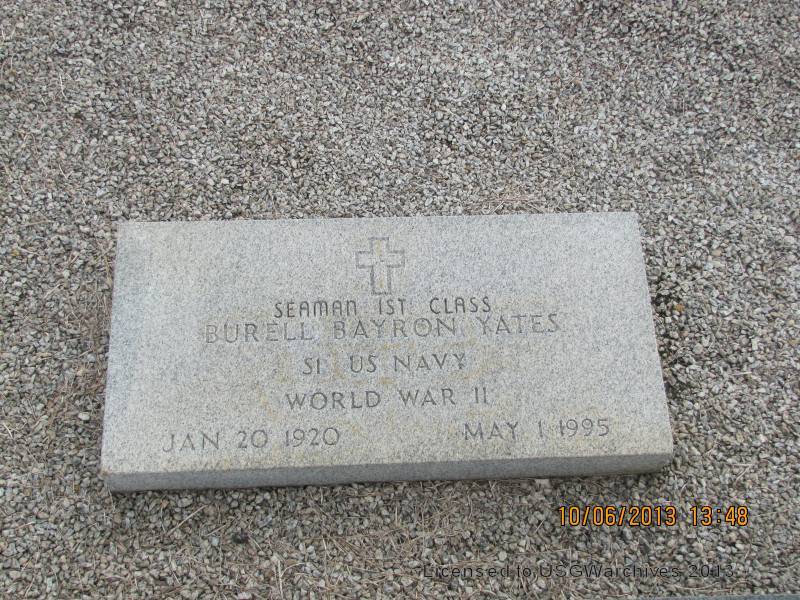 SEAMAN 1ST CLASS
BURELL BAYRON YATES
S1 US NAVY
WORLD WAR II
JAN 20 1920 MAY 1 1995
10/06/2013 13:48
Licensed to USGWarchives 2013